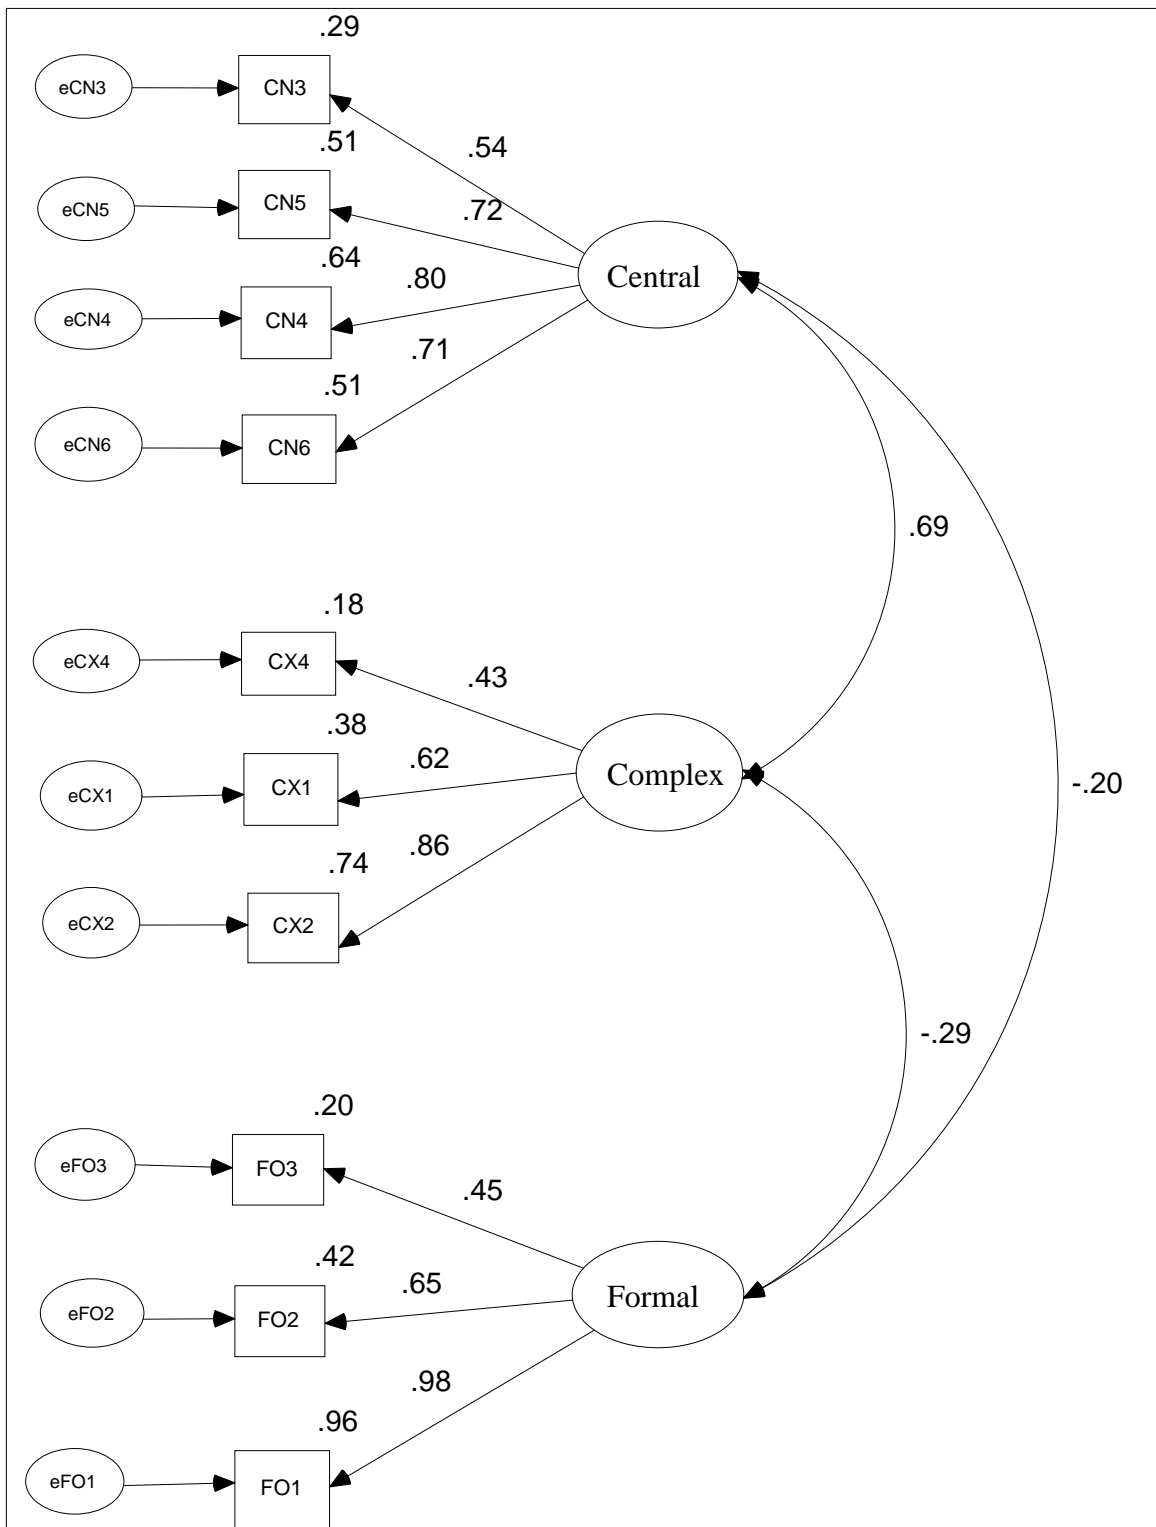 .29
eCN3
CN3
.54
.51
eCN5
CN5
.72
.64
eCN4
CN4
.80
Central
.71
.51
eCN6
CN6
.69
.18
eCX4
CX4
.43
.38
eCX1
CX1
.62
Complex
-.20
.86
.74
eCX2
CX2
-.29
.20
eFO3
FO3
.45
.42
eFO2
FO2
.65
Formal
.98
.96
eFO1
FO1